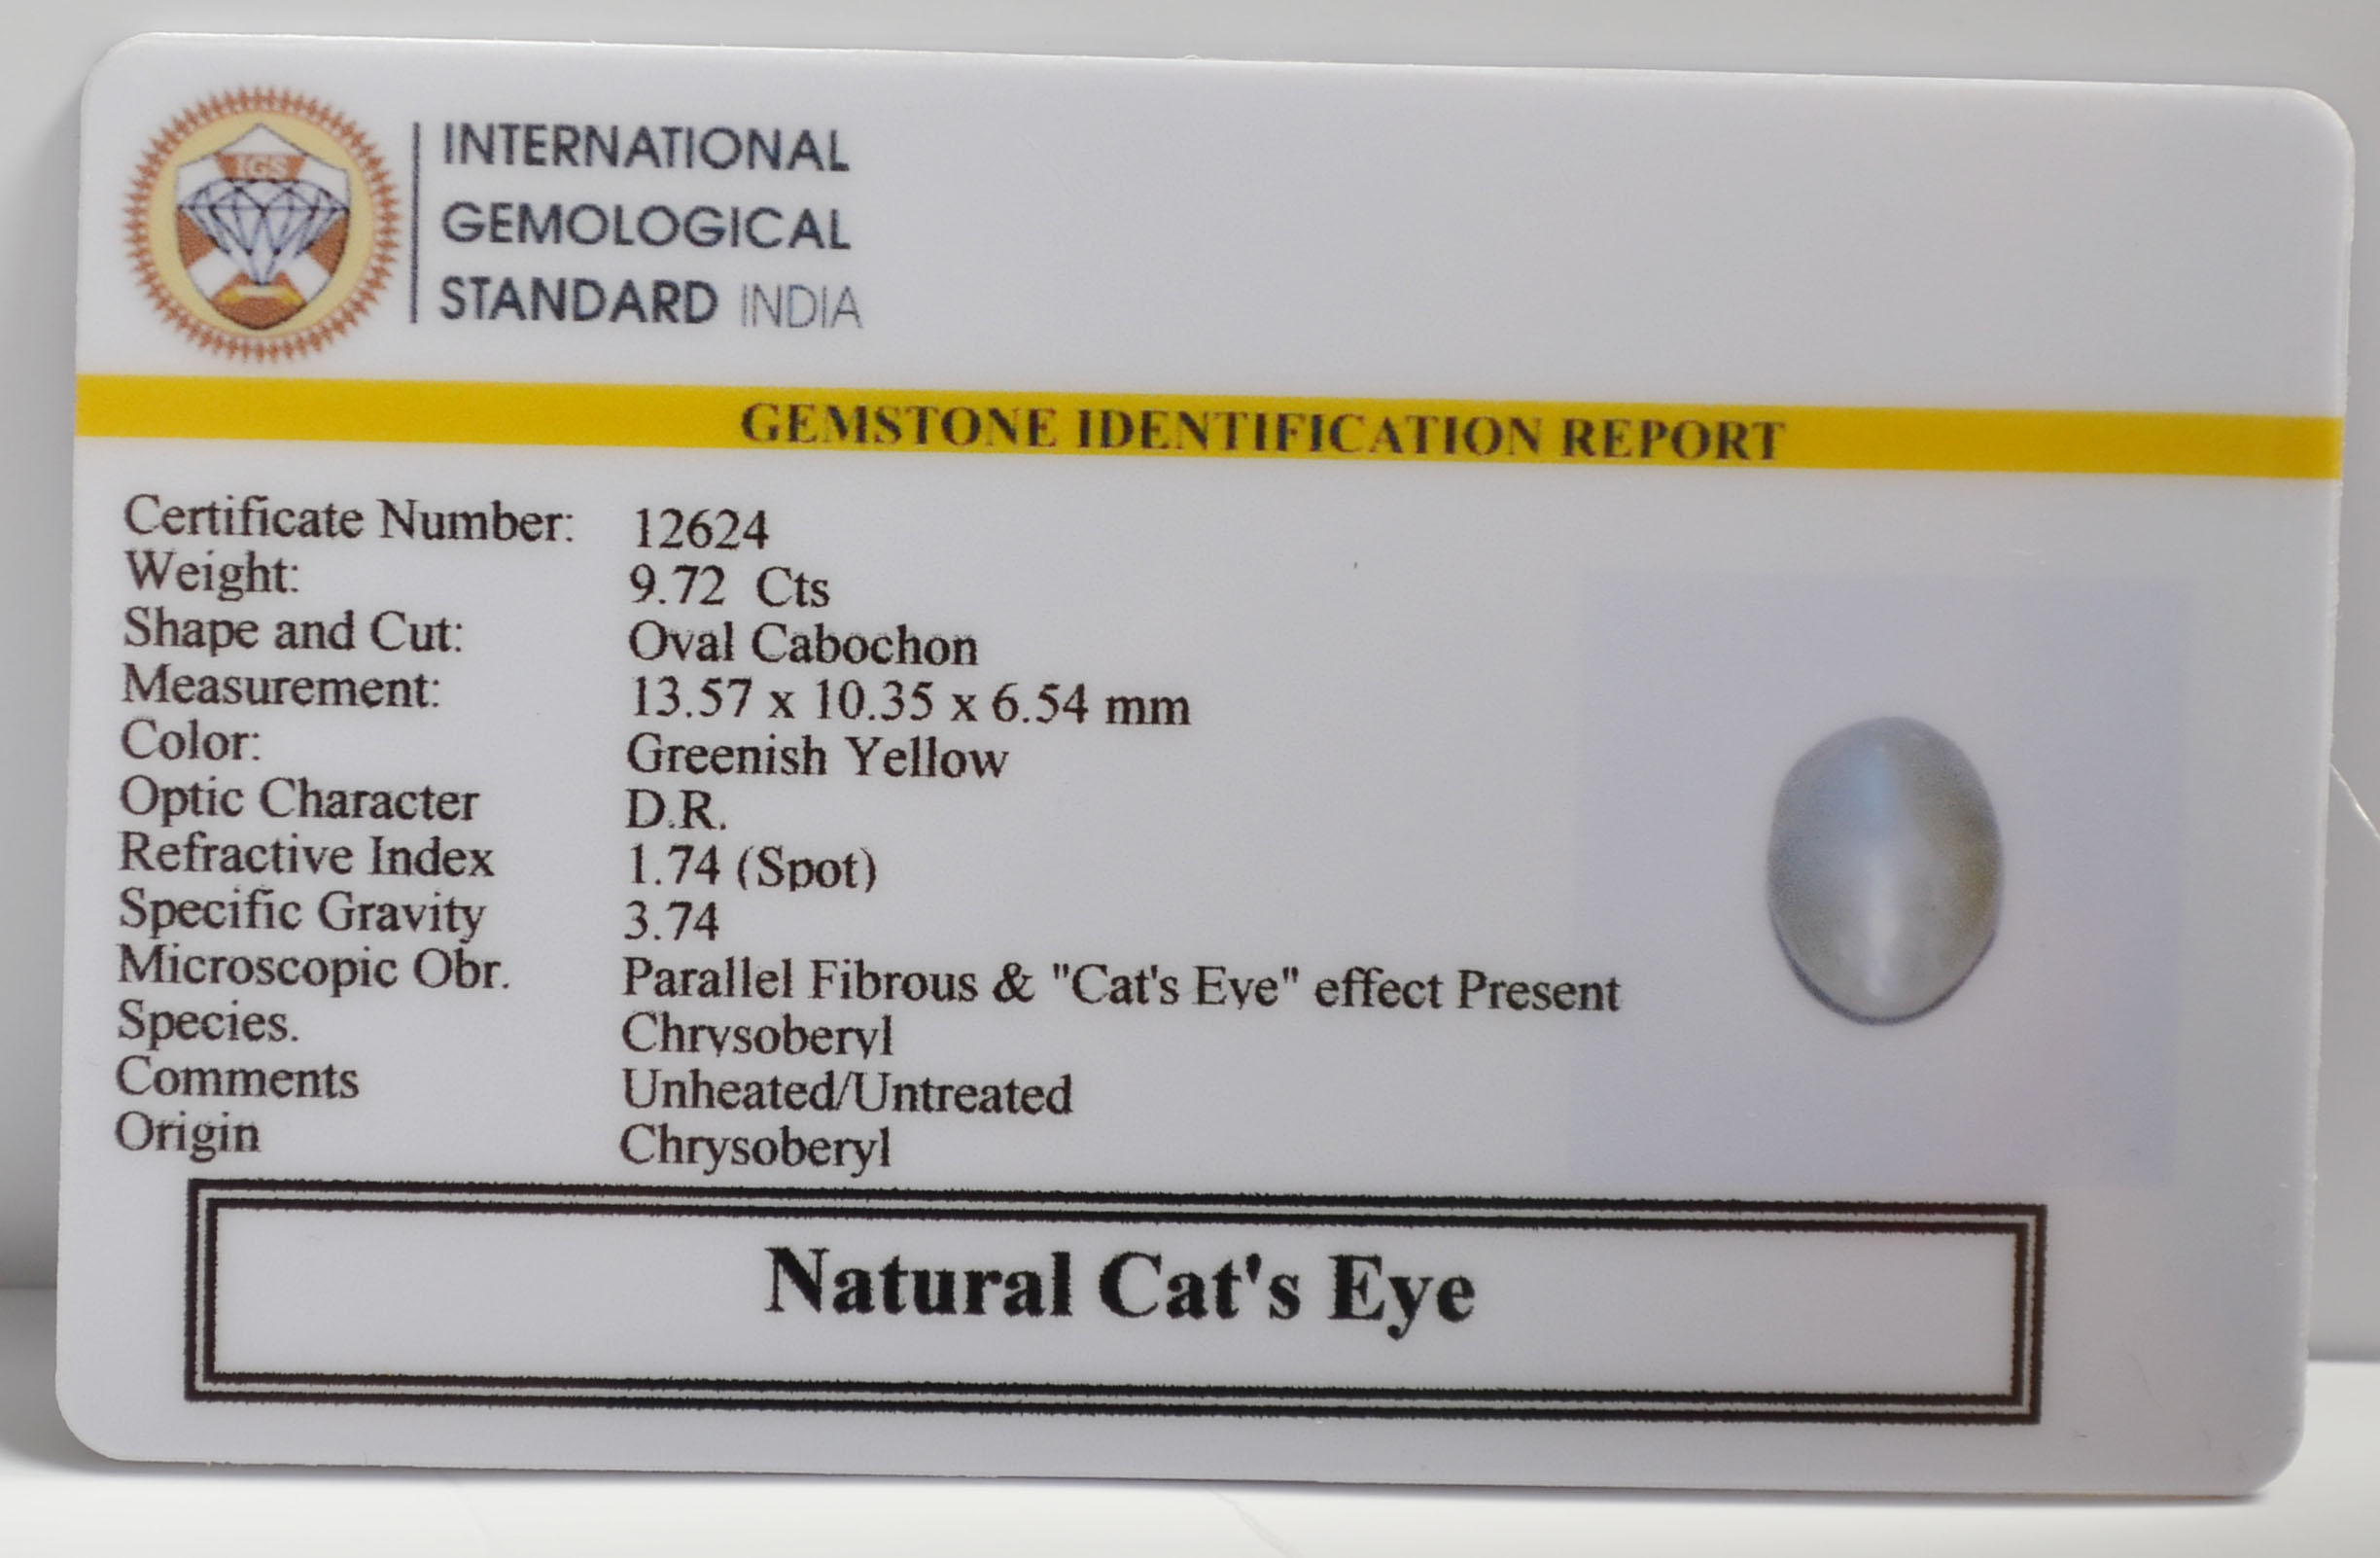 IGS
INTERNATIONAL
GEMOLOGICAL
STANDARD INDIA
GEMSTONE IDENTIFICATION REPORT
Certificate Number: 12624
Weight: 9.72 Cts
Shape and Cut: Oval Cabochon
Measurement: 13.57 x 10.35 x 6.54 mm
Color: Greenish Yellow
Optic Character D.R.
Refractive Index 1.74 (Spot)
Specific Gravity 3.74
Microscopic Obr. Parallel Fibrous & "Cat's Eye" effect Present
Species. Chrysoberyl
Comments Unheated/Untreated
Origin Chrysoberyl
Natural Cat's Eye